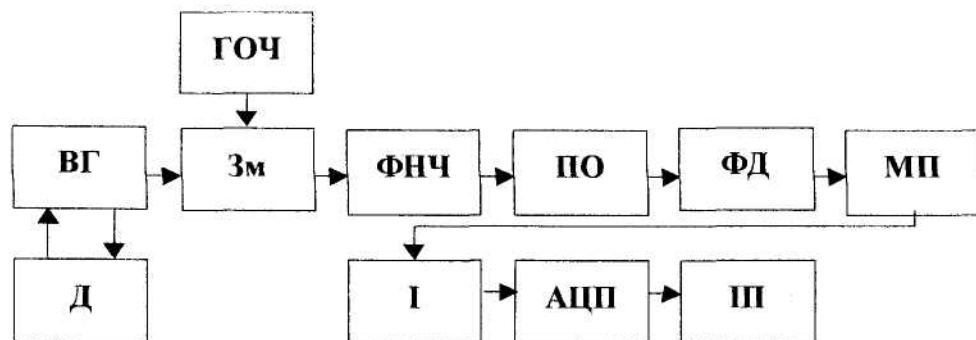 ГОЧ
ВГ Зм ФНЧ ПО ФД МП
Д І АЦП ІП